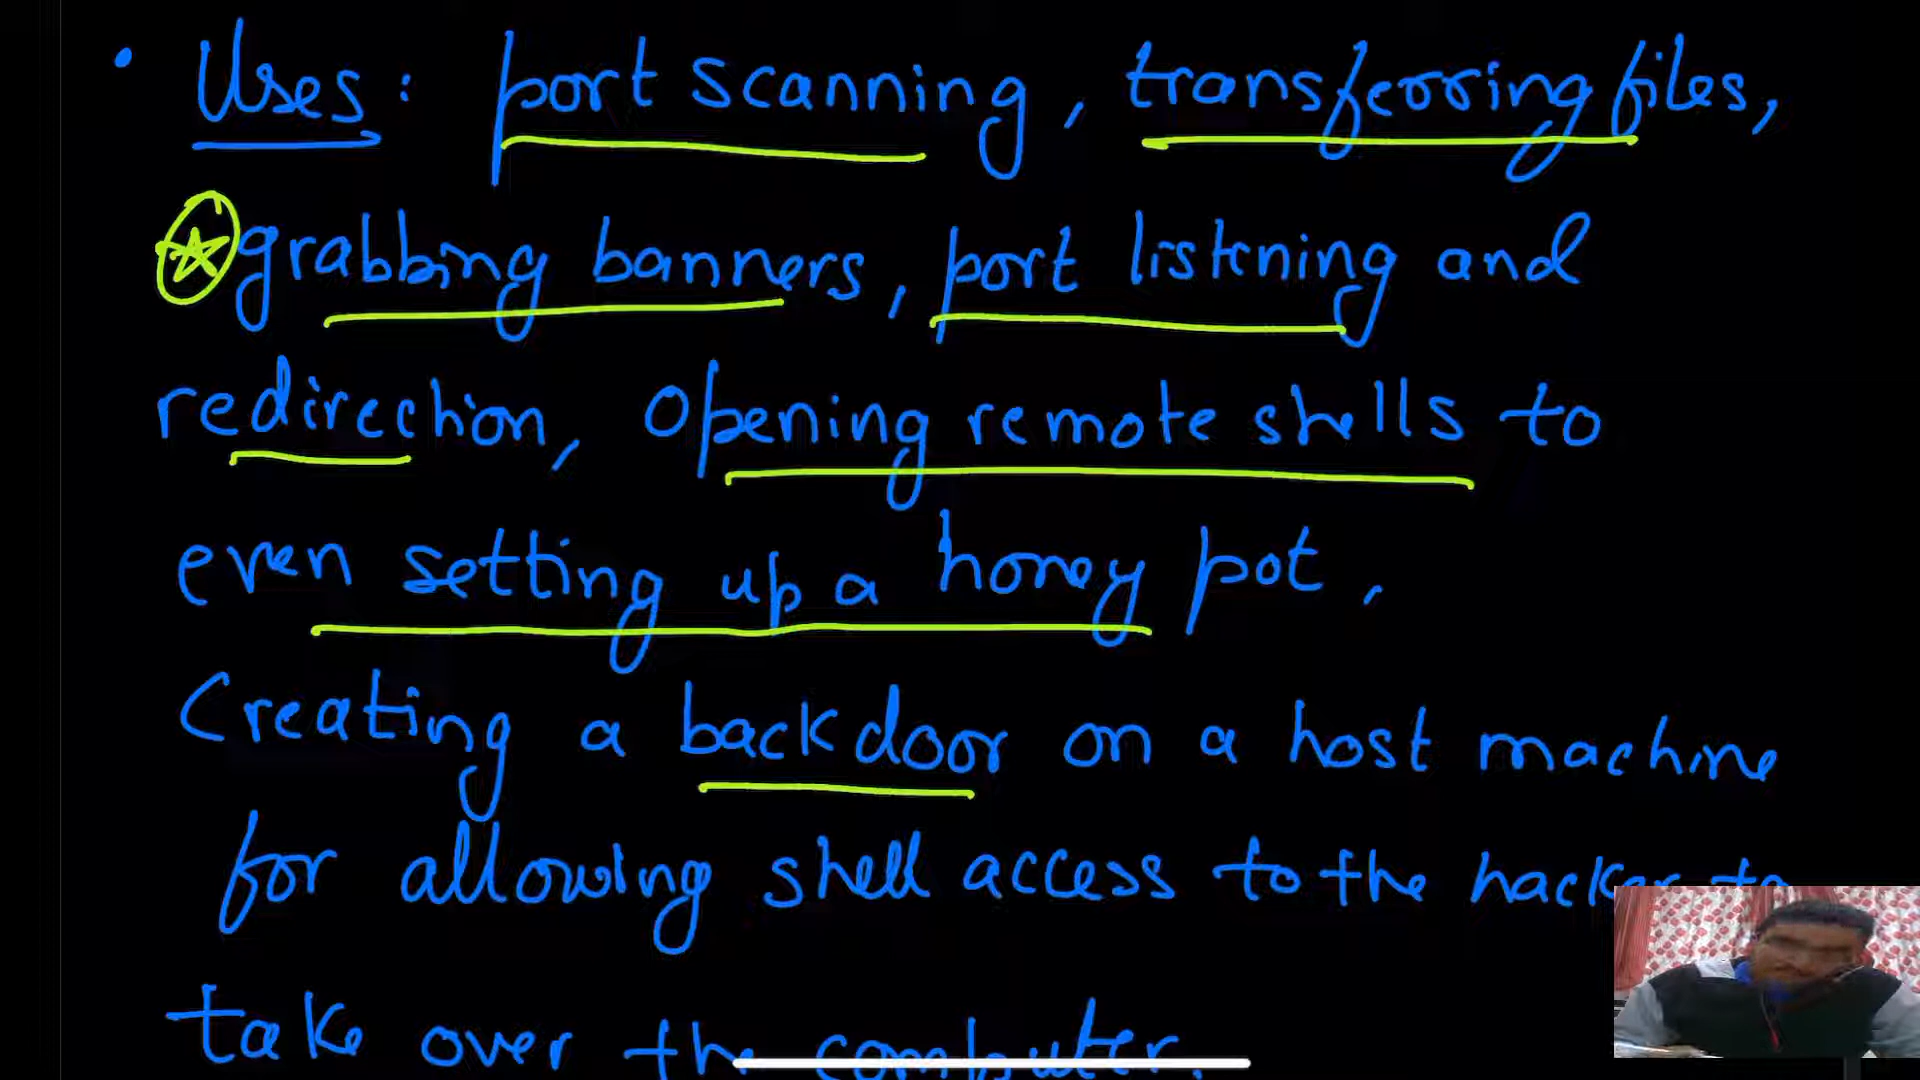 • Uses: port scanning, transferring files,
grabbing banners, port listening and
redirection, opening remote shells to
even setting up a honey pot.
Creating a backdoor on a host machine
for allowing shell access to the hacker to
take over the computer.